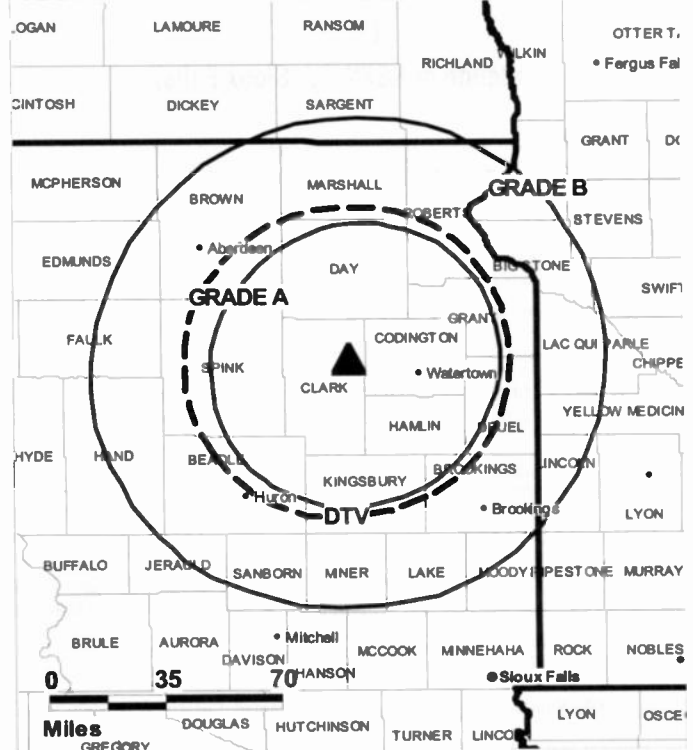 OGAN LAMOURE RANSOM
RICHLAND VILKIN OTTER T
Fergus Fal
CINTOSH DICKEY SARGENT
GRANT
MCPHERSON BROWN MARSHALL GRADE B
ROBERTS STEVENS
EDMUNDS Aberdeen DAY BIG STONE
SWIFT
GRADE A
GRANT
FAULK CODINGTON LAC QUI PARLE
CHIPPE
SPINK Watertown
CLARK
HAMLIN DEUEL YELLOW MEDICIN
HYDE HAND BEADLE KINGSBURY BROOKINGS LINCOLN
Huron DTV Brookings LYON
BUFFALO JERAULD SANBORN MINER LAKE MOODY PIPESTONE MURRAY
BRULE AURORA Mitchell
DAVISON HANSON MCCOOK MINNEHAHA ROCK NOBLES
0 35 70 Sioux Falls
Miles
GREGORY DOUGLAS HUTCHINSON TURNER LINCO LYON OSCE